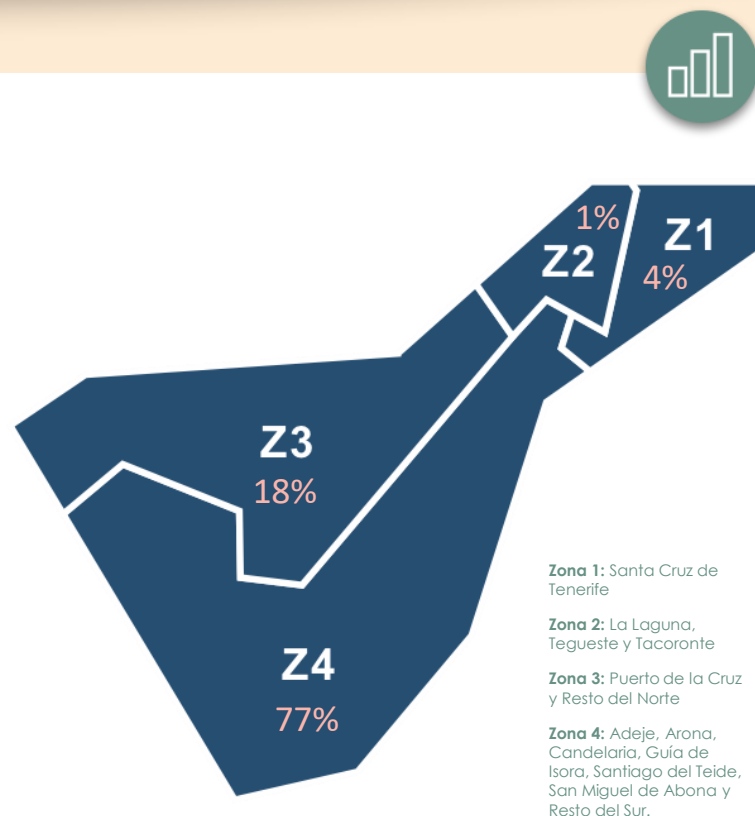 1%
Z2
Z1
4%
Z3
18%
Z4
77%
Zona 1: Santa Cruz de
Tenerife
Zona 2: La Laguna,
Tegueste y Tacoronte
Zona 3: Puerto de la Cruz
y Resto del Norte
Zona 4: Adeje, Arona,
Candelaria, Guía de
Isora, Santiago del Teide,
San Miguel de Abona y
Resto del Sur.